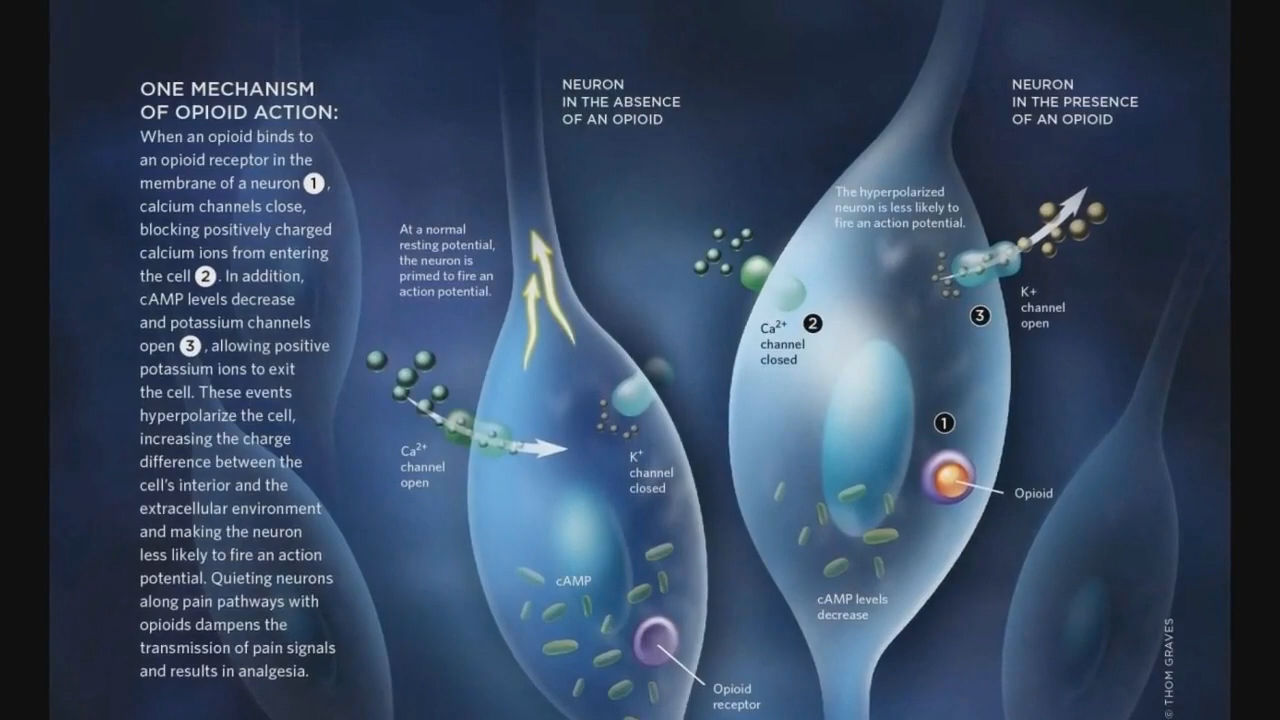 ONE MECHANISM
OF OPIOID ACTION:
When an opioid binds to
an opioid receptor in the
membrane of a neuron 1,
calcium channels close,
blocking positively charged
calcium ions from entering
the cell 2. In addition,
cAMP levels decrease
and potassium channels
open 3, allowing positive
potassium ions to exit
the cell. These events
hyperpolarize the cell,
increasing the charge
difference between the
cell's interior and the
extracellular environment
and making the neuron
less likely to fire an action
potential. Quieting neurons
along pain pathways with
opioids dampens the
transmission of pain signals
and results in analgesia.
NEURON
IN THE ABSENCE
OF AN OPIOID
At a normal
resting potential,
the neuron is
primed to fire an
action potential.
Ca2+
channel
open
K+
channel
closed
cAMP
Opioid
receptor
NEURON
IN THE PRESENCE
OF AN OPIOID
The hyperpolarized
neuron is less likely to
fire an action potential.
Ca2+
channel
closed
2
K+
channel
open
3
1
Opioid
cAMP levels
decrease
© THOM GRAVES